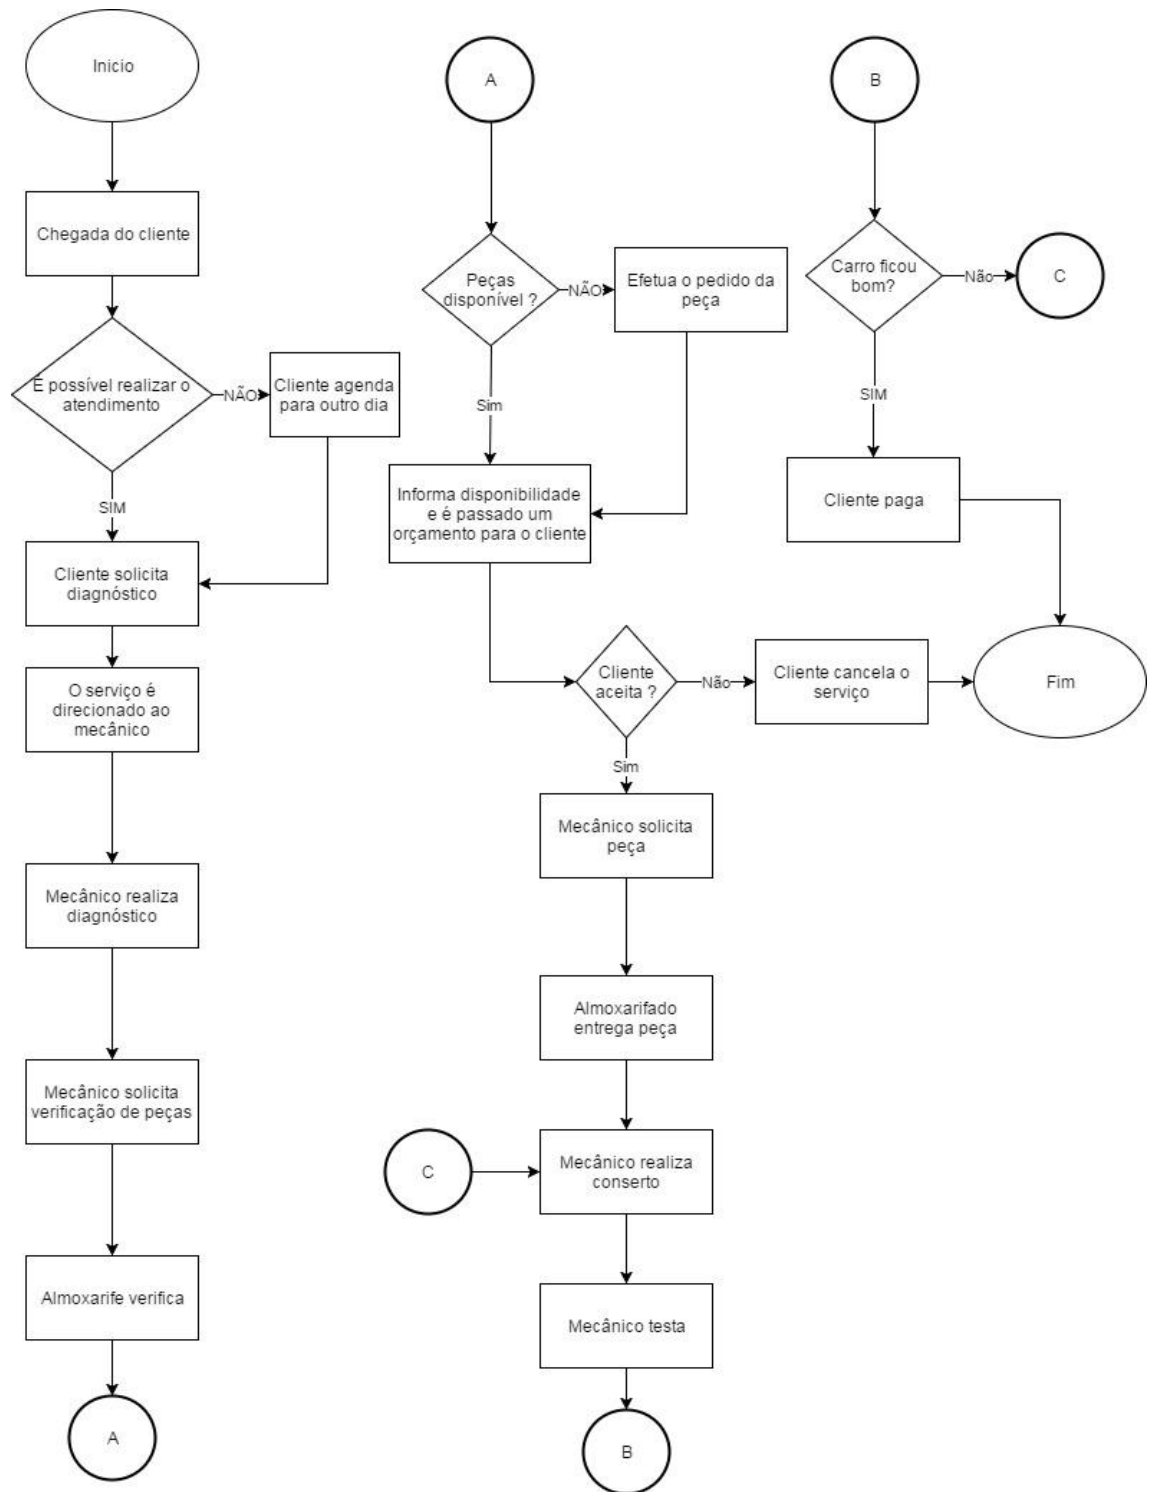 Inicio
Chegada do cliente
É possível realizar o
atendimento
NÃO
Cliente agenda
para outro dia
SIM
Cliente solicita
diagnóstico
O serviço é
direcionado ao
mecânico
Mecânico realiza
diagnóstico
Mecânico solicita
verificação de peças
Almoxarife verifica
A
A
Peças
disponível ?
NÃO
Efetua o pedido da
peça
Sim
Informa disponibilidade
e é passado um
orçamento para o cliente
Cliente
aceita ?
Não
Cliente cancela o
serviço
Sim
Mecânico solicita
peça
Almoxarifado
entrega peça
C
Mecânico realiza
conserto
Mecânico testa
B
B
Carro ficou
bom?
Não
C
SIM
Cliente paga
Fim